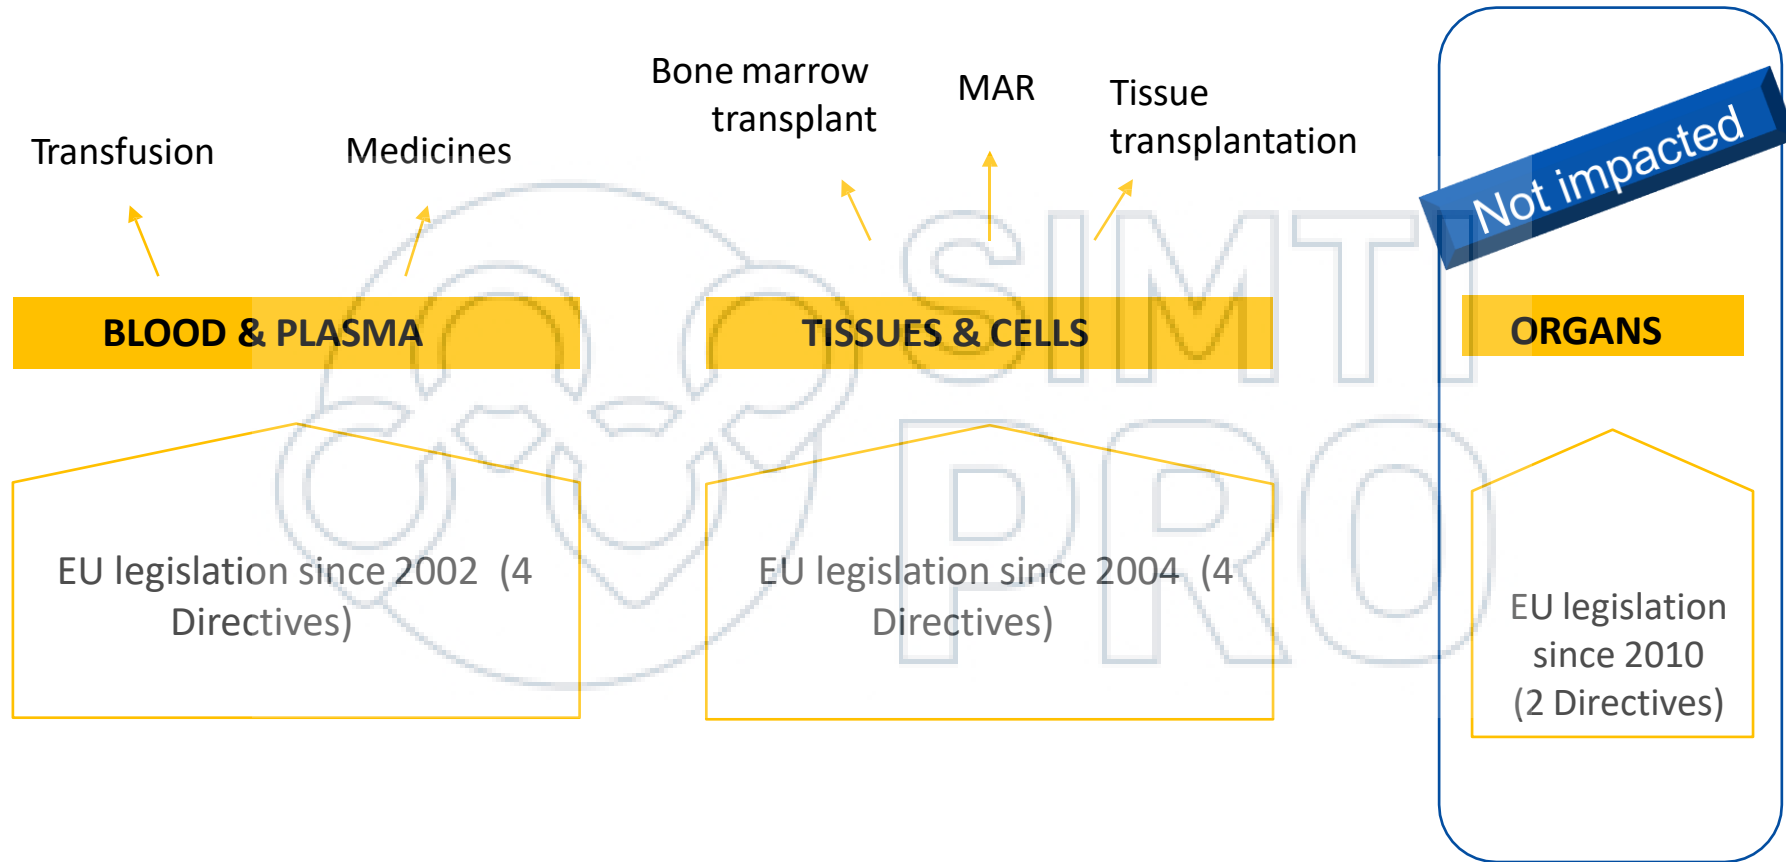 Transfusion
Medicines
Bone marrow
transplant
MAR
Tissue
transplantation
Not impacted
BLOOD & PLASMA
TISSUES & CELLS
ORGANS
EU legislation since 2002 (4
Directives)
EU legislation since 2004 (4
Directives)
EU legislation
since 2010
(2 Directives)
SIMTI
PRO